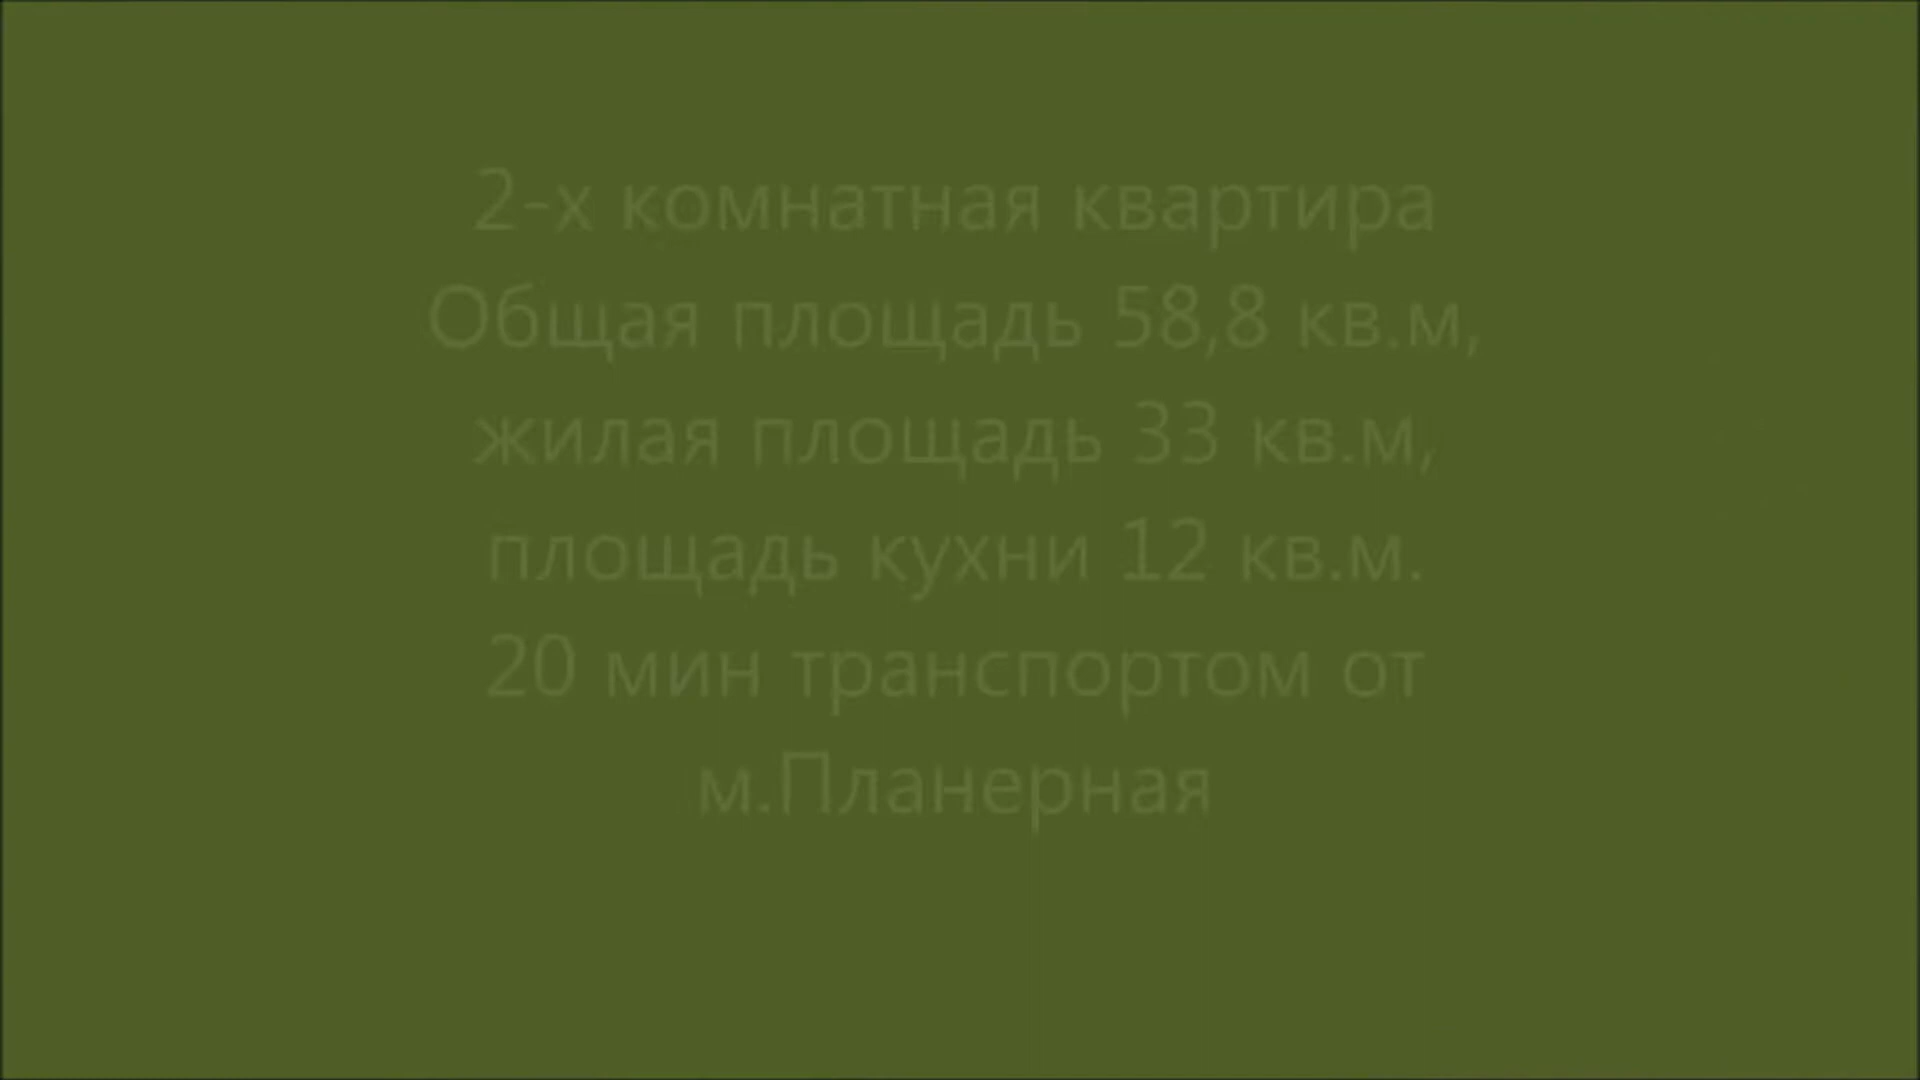 2-х комнатная квартира
Общая площадь 58,8 кв.м,
жилая площадь 33 кв.м,
площадь кухни 12 кв.м.
20 мин транспортом от
м.Планерная